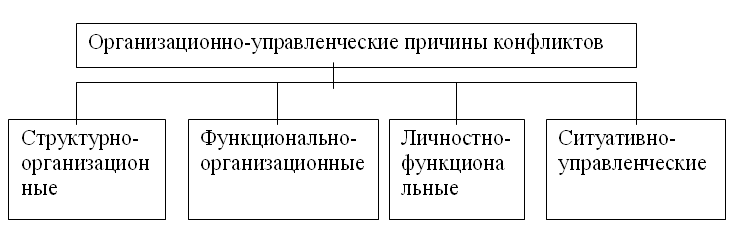 Организационно-управленческие причины конфликтов
Структурно-
организацион
ные
Функционально-
организационные
Личностно-
функциона
льные
Ситуативно-
управленческие